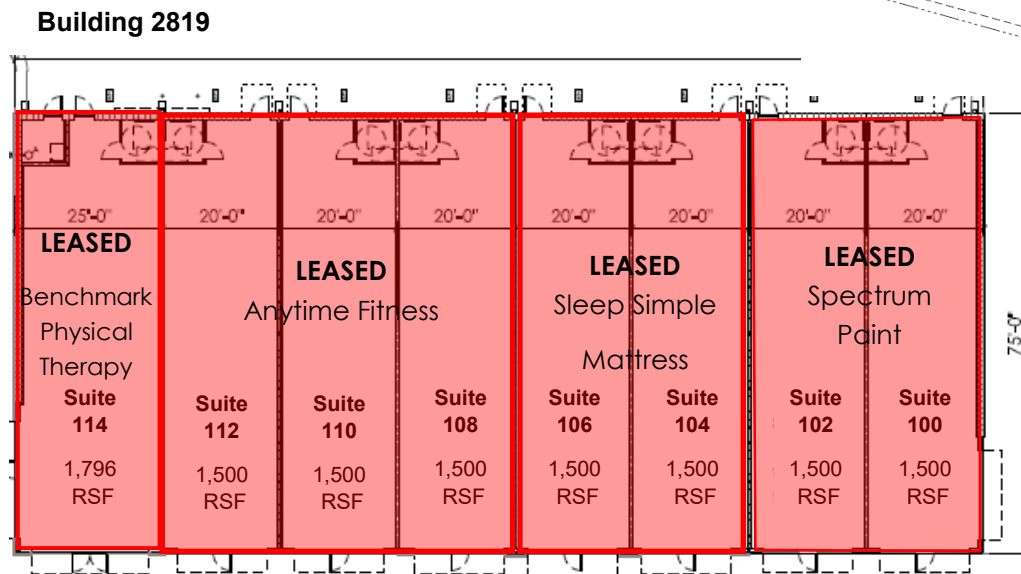 Building 2819
25'-0"
20'-0"
20'-0"
20'-0"
20'-0"
20'-0"
20'-0"
20'-0"
75'-0"
LEASED
Benchmark
Physical
Therapy
LEASED
Anytime Fitness
LEASED
Sleep Simple
Mattress
LEASED
Spectrum
Paint
Suite
114
1,796
RSF
Suite
112
1,500
RSF
Suite
110
1,500
RSF
Suite
108
1,500
RSF
Suite
106
1,500
RSF
Suite
104
1,500
RSF
Suite
102
1,500
RSF
Suite
100
1,500
RSF